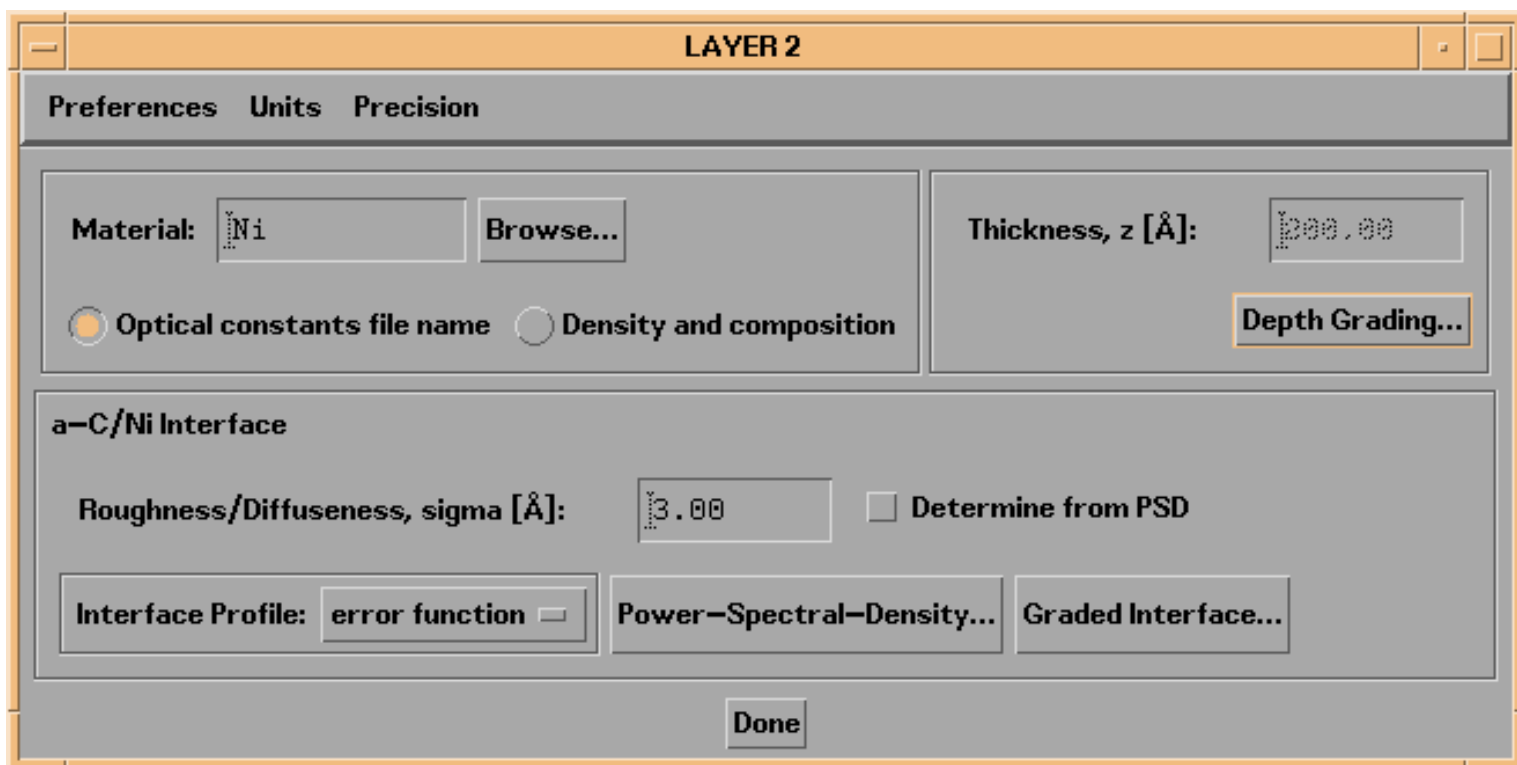 LAYER 2
Preferences Units Precision
Material: Ni Browse...
Optical constants file name Density and composition
Thickness, z [Å]:
Depth Grading...
a–C/Ni Interface
Roughness/Diffuseness, sigma [Å]: 3.00 Determine from PSD
Interface Profile: error function Power–Spectral–Density... Graded Interface...
Done